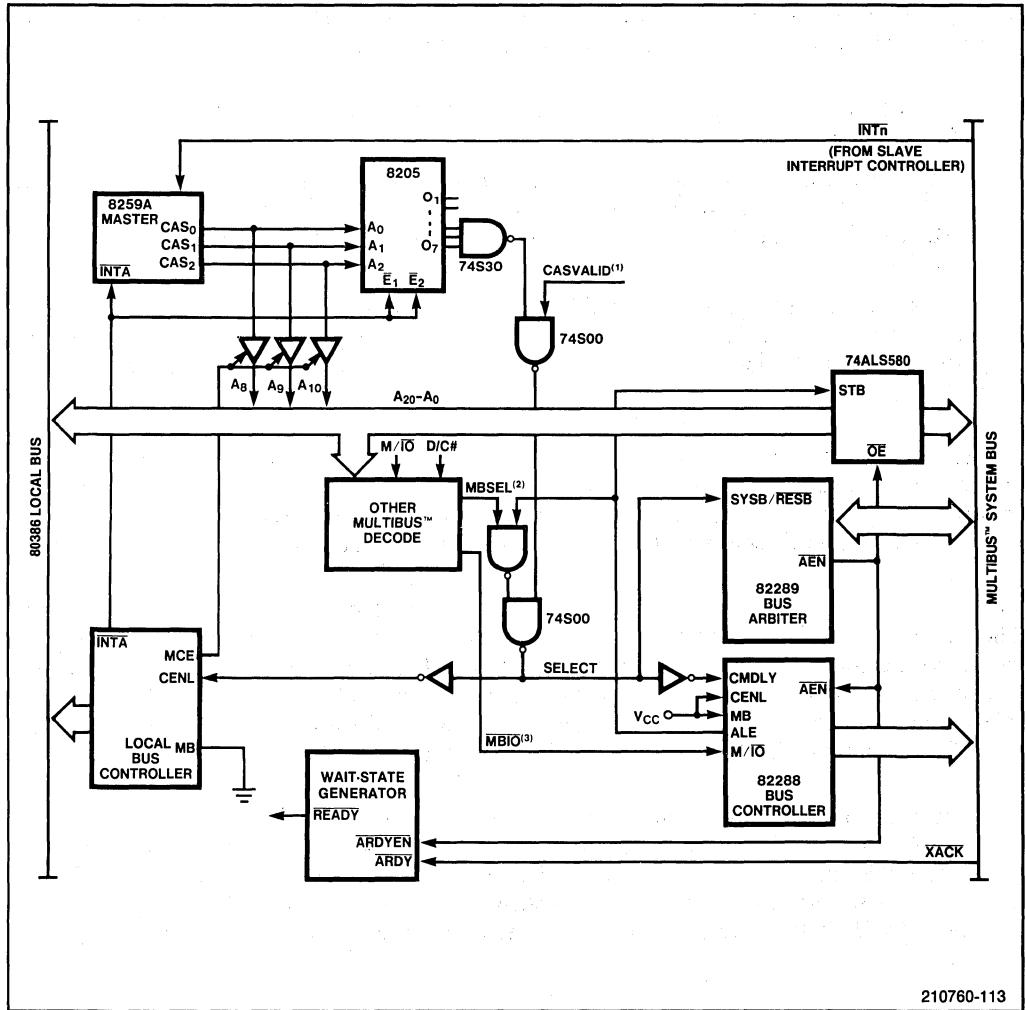 INTn
(FROM SLAVE
INTERRUPT CONTROLLER)
8259A
MASTER
CAS0
CAS1
CAS2
INTA
8205
A0
A1
A2
O1
O7
E1 E2
74S30
CASVALID(1)
74S00
74ALS580
STB
OE
A8 A9 A10
A20-A0
80386 LOCAL BUS
MULTIBUS™ SYSTEM BUS
M/IO D/C#
OTHER
MULTIBUS™
DECODE
MBSEL(2)
74S00
SYSB/RESB
AEN
82289
BUS
ARBITER
INTA
MCE
CENL
LOCAL
BUS
CONTROLLER
MB
SELECT
VCC
CMDLY
CENL
MB
ALE
M/IO
AEN
82288
BUS
CONTROLLER
MBIO(3)
WAIT-STATE
GENERATOR
READY
ARDYEN
ARDY
XACK
210760-113